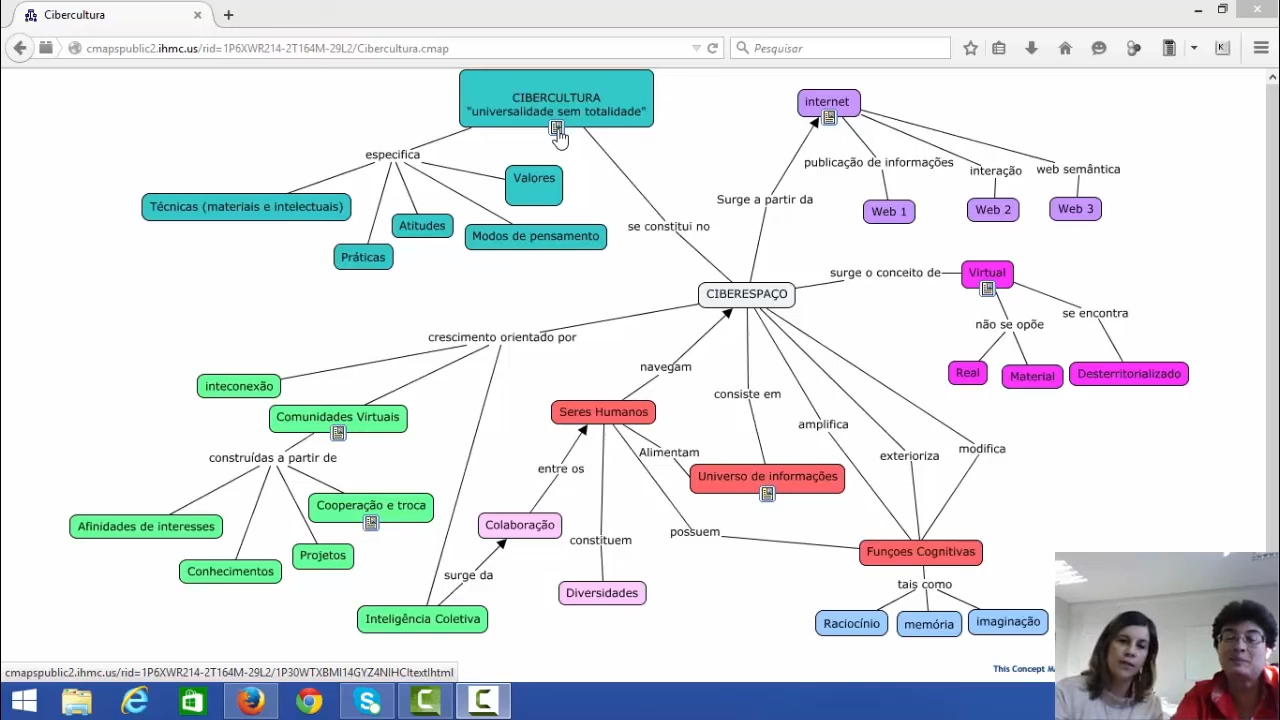 Cibercultura
cmapspublic2.ihmc.us/rid=1P6XWR214-2T164M-29L2/Cibercultura.cmap
Pesquisar
CIBERCULTURA
"universalidade sem totalidade"
especifica
Técnicas (materiais e intelectuais)
Práticas
Atitudes
Modos de pensamento
Valores
se constitui no
CIBERESPAÇO
Surge a partir da
internet
publicação de informações
interação
web semântica
Web 1
Web 2
Web 3
surge o conceito de
Virtual
não se opõe
se encontra
Real
Material
Desterritorializado
crescimento orientado por
inteconexão
Comunidades Virtuais
construídas a partir de
Afinidades de interesses
Conhecimentos
Projetos
Cooperação e troca
Inteligência Coletiva
surge da
Colaboração
entre os
Seres Humanos
navegam
constituem
Diversidades
Alimentam
possuem
consiste em
Universo de informações
amplifica
exterioriza
modifica
Funçoes Cognitivas
tais como
Raciocínio
memória
imaginação
This Concept M
cmapspublic2.ihmc.us/rid=1P6XWR214-2T164M-29L2/1P30WTXBM​I14GYZ4NIHCItextIhtml